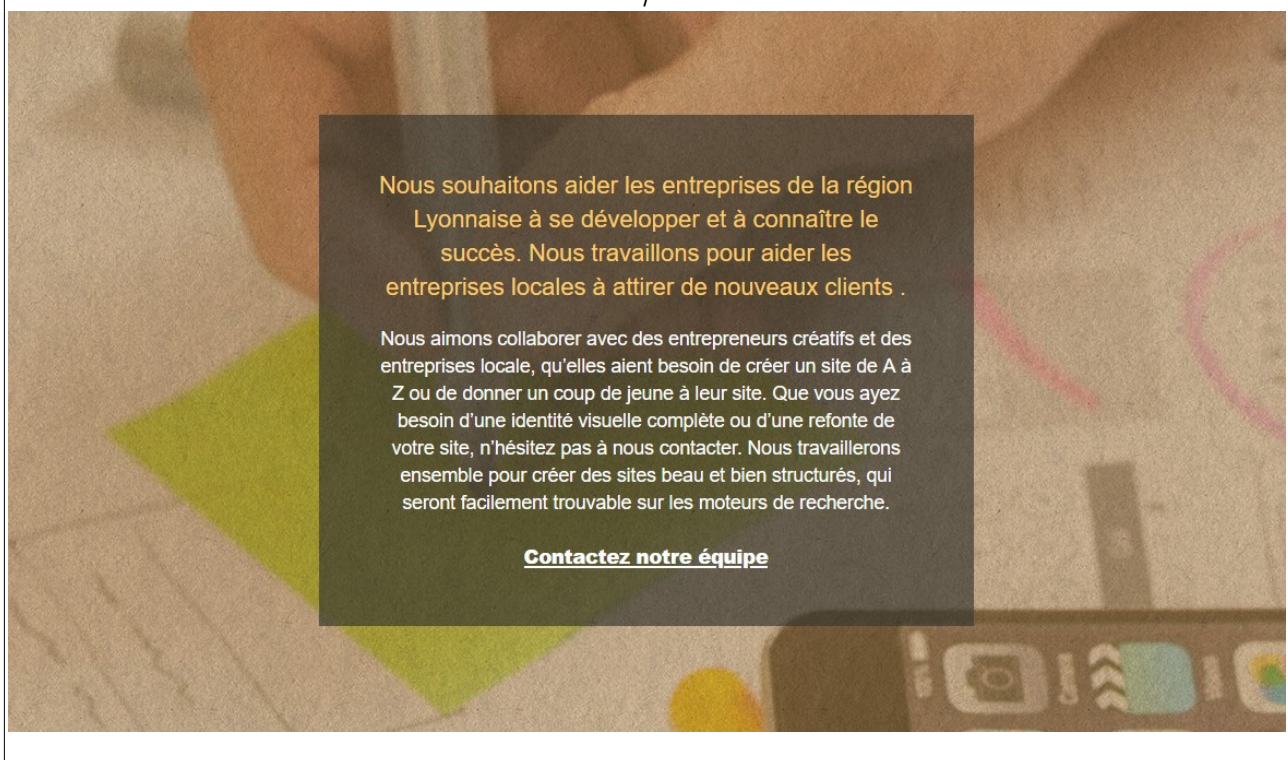 Nous souhaitons aider les entreprises de la région
Lyonnaise à se développer et à connaître le
succès. Nous travaillons pour aider les
entreprises locales à attirer de nouveaux clients .
Nous aimons collaborer avec des entrepreneurs créatifs et des
entreprises locale, qu’elles aient besoin de créer un site de A à
Z ou de donner un coup de jeune à leur site. Que vous ayez
besoin d’une identité visuelle complète ou d’une refonte de
votre site, n’hésitez pas à nous contacter. Nous travaillerons
ensemble pour créer des sites beau et bien structurés, qui
seront facilement trouvable sur les moteurs de recherche.
Contactez notre équipe